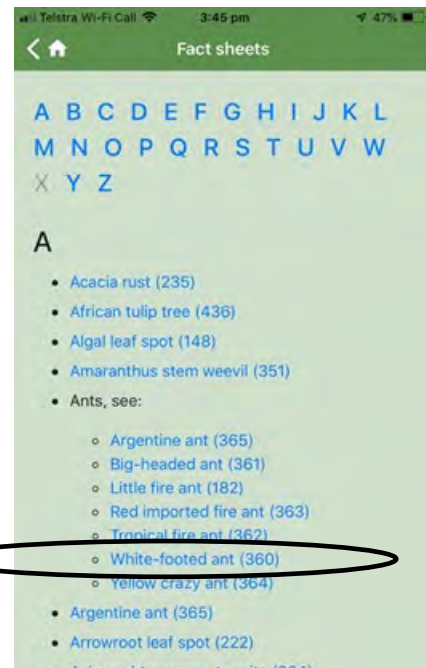 Telstra Wi-Fi Call 3:45 pm 47%
Fact sheets
A B C D E F G H I J K L
M N O P Q R S T U V W
X Y Z
A
• Acacia rust (235)
• African tulip tree (436)
• Algal leaf spot (148)
• Amaranthus stem weevil (351)
• Ants, see:
◦ Argentine ant (365)
◦ Big-headed ant (361)
◦ Little fire ant (182)
◦ Red imported fire ant (363)
◦ Tropical fire ant (362)
◦ White-footed ant (360)
◦ Yellow crazy ant (364)
• Argentine ant (365)
• Arrowroot leaf spot (222)